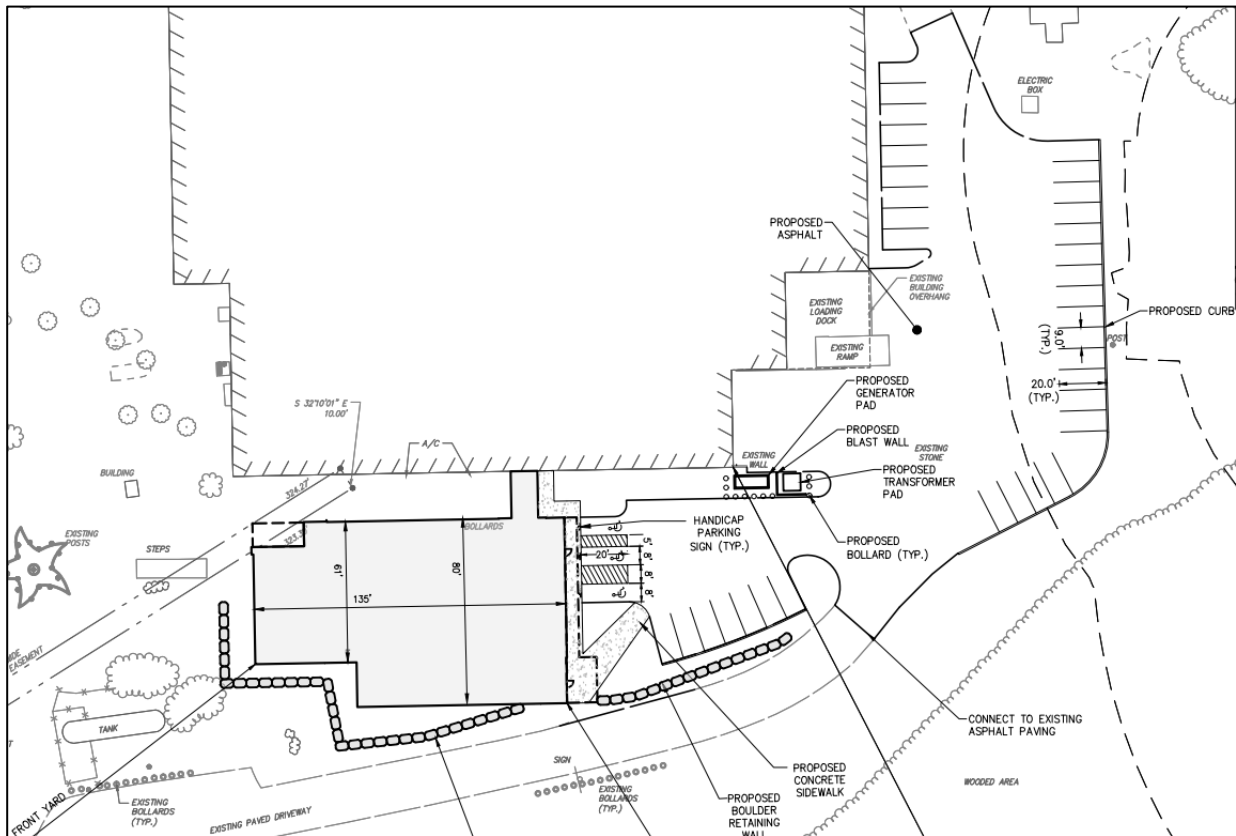 ELECTRIC
BOX
PROPOSED
ASPHALT
EXISTING
BUILDING
OVERHANG
EXISTING
LOADING
DOCK
EXISTING
RAMP
PROPOSED CURB
POST
9.0'
(TYP.)
20.0'
(TYP.)
PROPOSED
GENERATOR
PAD
PROPOSED
BLAST WALL
EXISTING
STONE
EXISTING
WALL
PROPOSED
TRANSFORMER
PAD
PROPOSED
BOLLARD (TYP.)
S 32°10'01" E
10.00'
A/C
324.27'
BUILDING
EXISTING
POSTS
STEPS
BOLLARDS
HANDICAP
PARKING
SIGN (TYP.)
20'
5'
8'
8'
8'
61'
80'
135'
EASEMENT
TANK
FRONT YARD
EXISTING
BOLLARDS
(TYP.)
EXISTING PAVED DRIVEWAY
SIGN
EXISTING
BOLLARDS
(TYP.)
PROPOSED
BOULDER
RETAINING
WALL
PROPOSED
CONCRETE
SIDEWALK
CONNECT TO EXISTING
ASPHALT PAVING
WOODED AREA